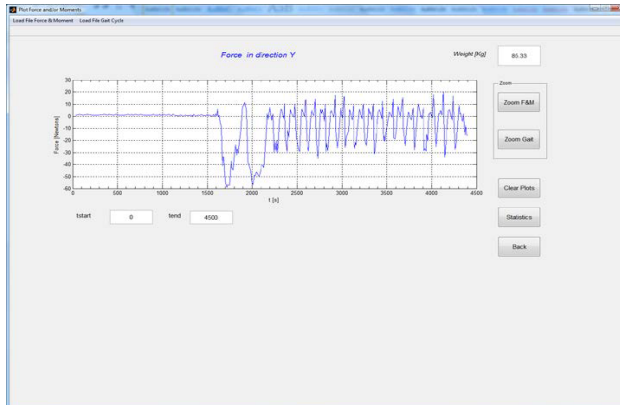 Plot Force and/or Moments
Load File Force & Moment Load File Gait Cycle
Force in direction Y
Weight [Kg]
Zoom
Zoom F&M
Zoom Gait
Clear Plots
Statistics
Back
Force [Newtons]
30
20
10
0
-10
-20
-30
-40
-50
-60
0 500 1000 1500 2000 2500 3000 3500 4000 4500
t [s]
tstart 0 tend 4500